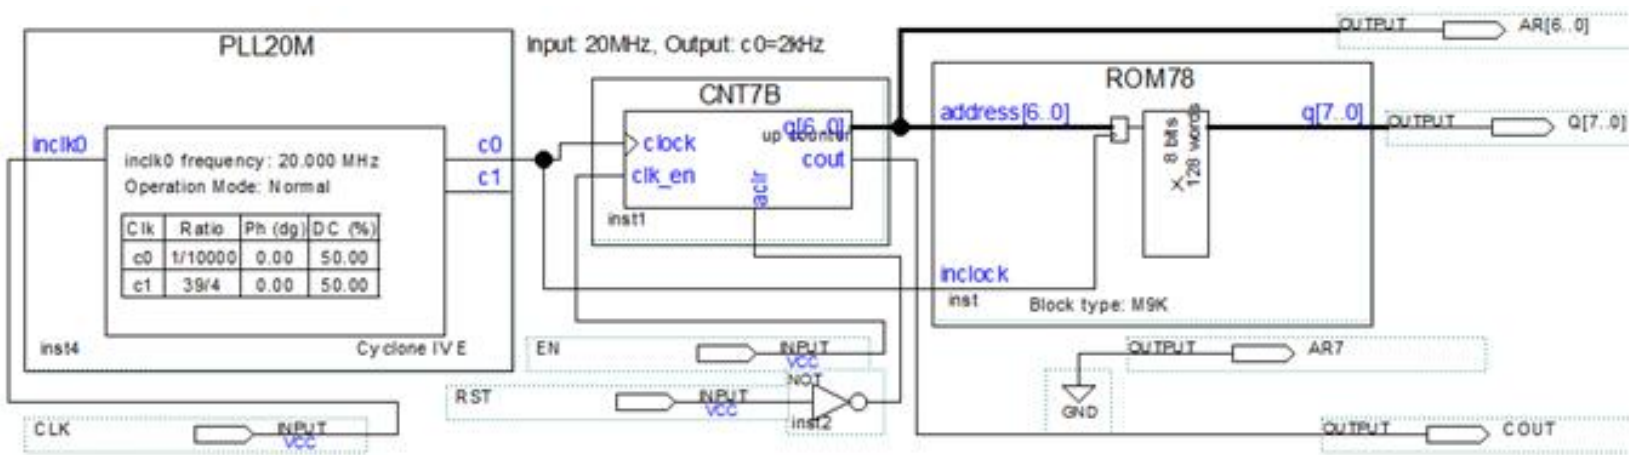 PLL20M
Input: 20MHz, Output: c0=2kHz
inclk0
inclk0 frequency: 20.000 MHz
Operation Mode: Normal
Clk Ratio Ph (dg) DC (%)
c0 1/10000 0.00 50.00
c1 39/4 0.00 50.00
c0
c1
inst4
Cyclone IV E
CNT7B
clock
clk_en
q[6..0]
up counter
cout
aclr
inst1
ROM78
address[6..0]
q[7..0]
8 bits
X
128 words
inclock
inst
Block type: M9K
OUTPUT
AR[6..0]
OUTPUT
Q[7..0]
EN
INPUT
VCC
RST
INPUT
VCC
NOT
inst2
CLK
INPUT
VCC
OUTPUT
AR7
GND
OUTPUT
COUT